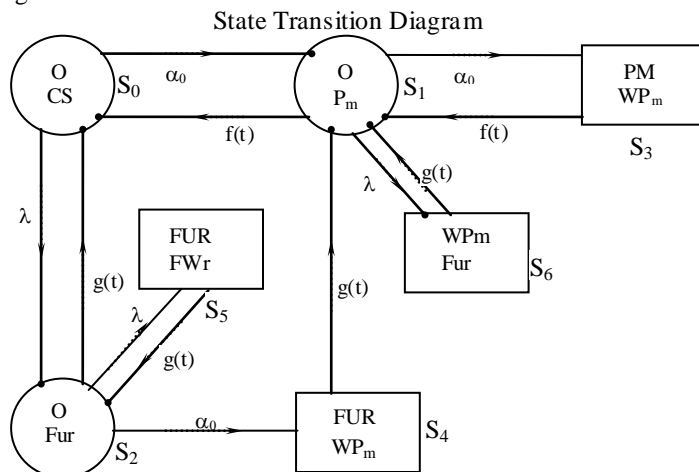 State Transition Diagram
O
CS
S0
α0
f(t)
O
Pm
S1
α0
f(t)
PM
WPm
S3
λ
g(t)
λ
g(t)
WPm
Fur
S6
FUR
FWr
S5
λ
g(t)
g(t)
O
Fur
S2
α0
FUR
WPm
S4